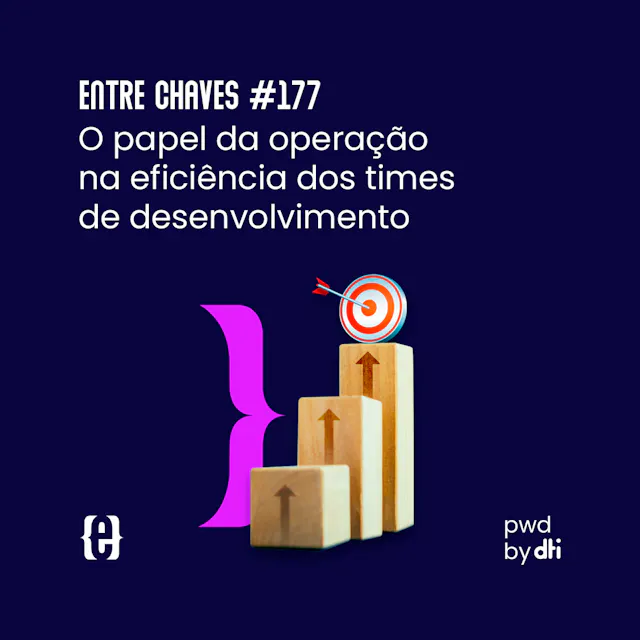 ENTRE CHAVES #177
O papel da operação
na eficiência dos times
de desenvolvimento
{e}
pwd
by dti